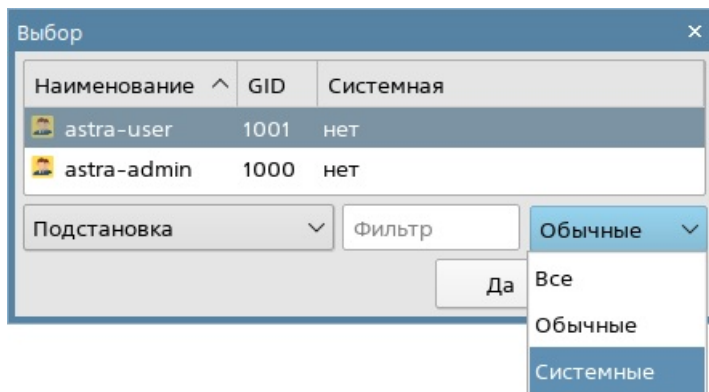 Выбор
Наименование GID Системная
astra-user 1001 нет
astra-admin 1000 нет
Подстановка Фильтр Обычные
Да Все
Обычные
Системные